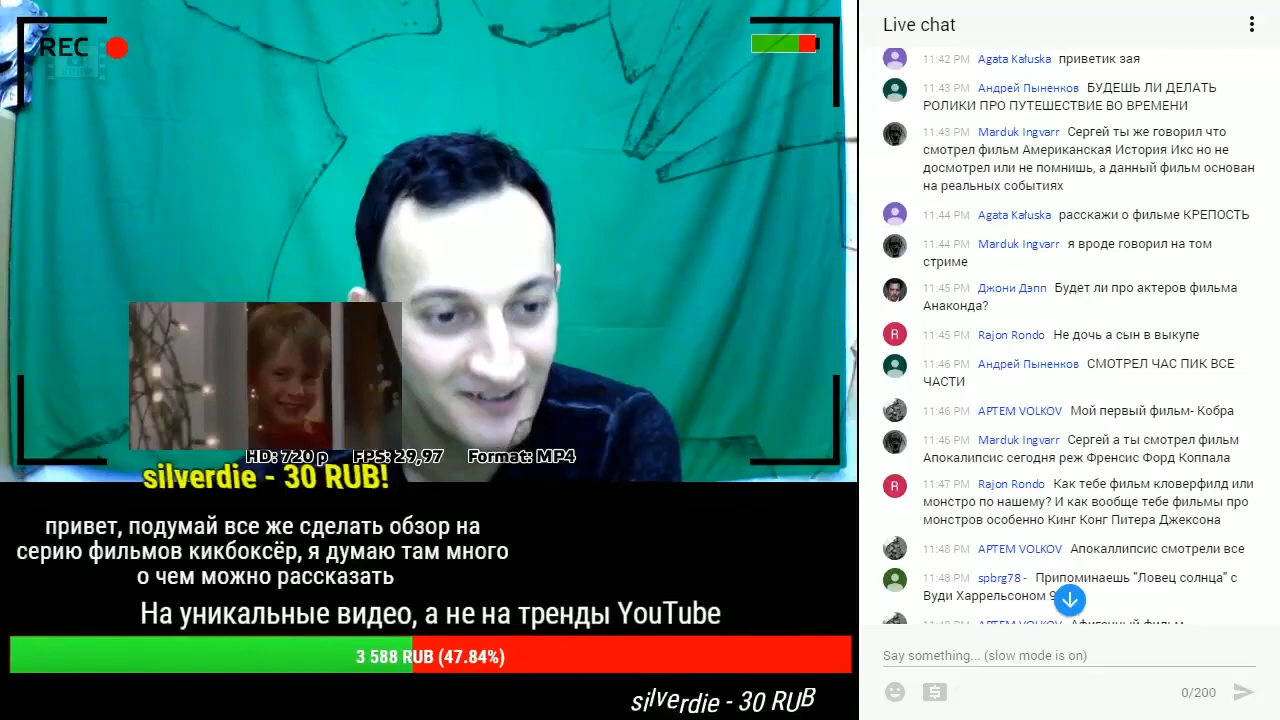 REC
HD: 720 p FPS: 29,97 Format: MP4
silverdie - 30 RUB!
привет, подумай все же сделать обзор на
серию фильмов кикбоксёр, я думаю там много
о чем можно рассказать
На уникальные видео, а не на тренды YouTube
3 588 RUB (47.84%)
silverdie - 30 RUB
Live chat
11:42 PM Agata Kałuska приветик зая
11:43 PM Андрей Пыненков БУДЕШЬ ЛИ ДЕЛАТЬ
РОЛИКИ ПРО ПУТЕШЕСТВИЕ ВО ВРЕМЕНИ
11:43 PM Marduk Ingvarr Сергей ты же говорил что
смотрел фильм Американская История Икс но не
досмотрел или не помнишь, а данный фильм основан
на реальных событиях
11:44 PM Agata Kałuska расскажи о фильме КРЕПОСТЬ
11:44 PM Marduk Ingvarr я вроде говорил на том
стриме
11:45 PM Джони Дэпп Будет ли про актеров фильма
Анаконда?
R
11:45 PM Rajon Rondo Не дочь а сын в выкупе
11:46 PM Андрей Пыненков СМОТРЕЛ ЧАС ПИК ВСЕ
ЧАСТИ
11:46 PM APTEM VOLKOV Мой первый фильм- Кобра
11:46 PM Marduk Ingvarr Сергей а ты смотрел фильм
Апокалипсис сегодня реж Френсис Форд Коппала
R
11:47 PM Rajon Rondo Как тебе фильм кловерфилд или
монстро по нашему? И как вообще тебе фильмы про
монстров особенно Кинг Конг Питера Джексона
11:48 PM APTEM VOLKOV Апокаллипсис смотрели все
11:48 PM spbrg78 - Припоминаешь "Ловец солнца" с
Вуди Харрельсоном
Say something... (slow mode is on)
0/200